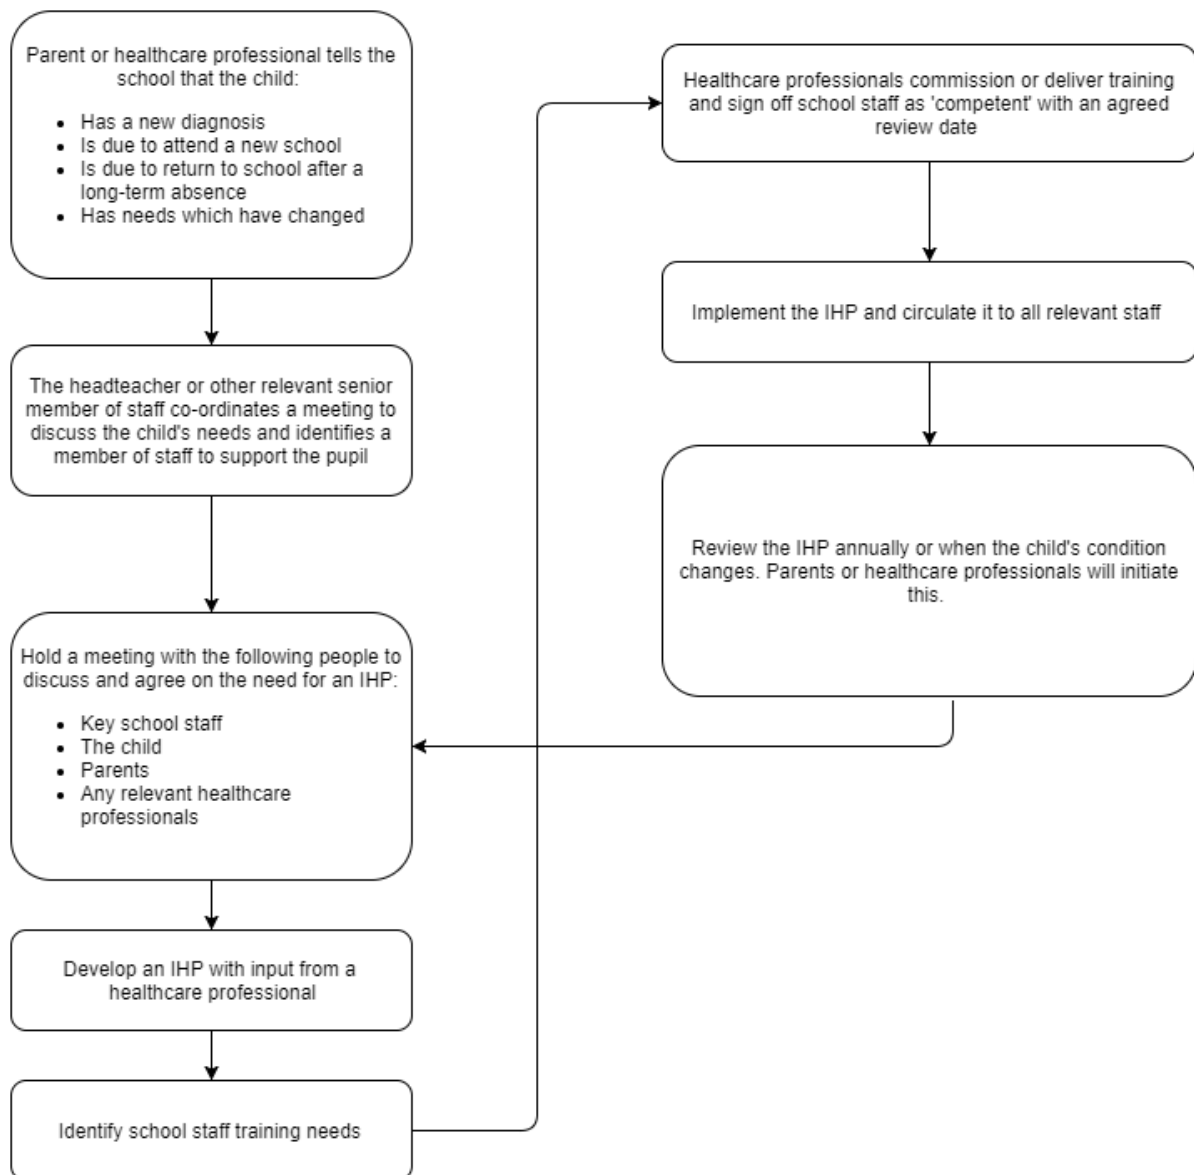 Parent or healthcare professional tells the
school that the child:
• Has a new diagnosis
• Is due to attend a new school
• Is due to return to school after a
long-term absence
• Has needs which have changed
The headteacher or other relevant senior
member of staff co-ordinates a meeting to
discuss the child's needs and identifies a
member of staff to support the pupil
Hold a meeting with the following people to
discuss and agree on the need for an IHP:
• Key school staff
• The child
• Parents
• Any relevant healthcare
professionals
Develop an IHP with input from a
healthcare professional
Identify school staff training needs
Healthcare professionals commission or deliver training
and sign off school staff as 'competent' with an agreed
review date
Implement the IHP and circulate it to all relevant staff
Review the IHP annually or when the child's condition
changes. Parents or healthcare professionals will initiate
this.